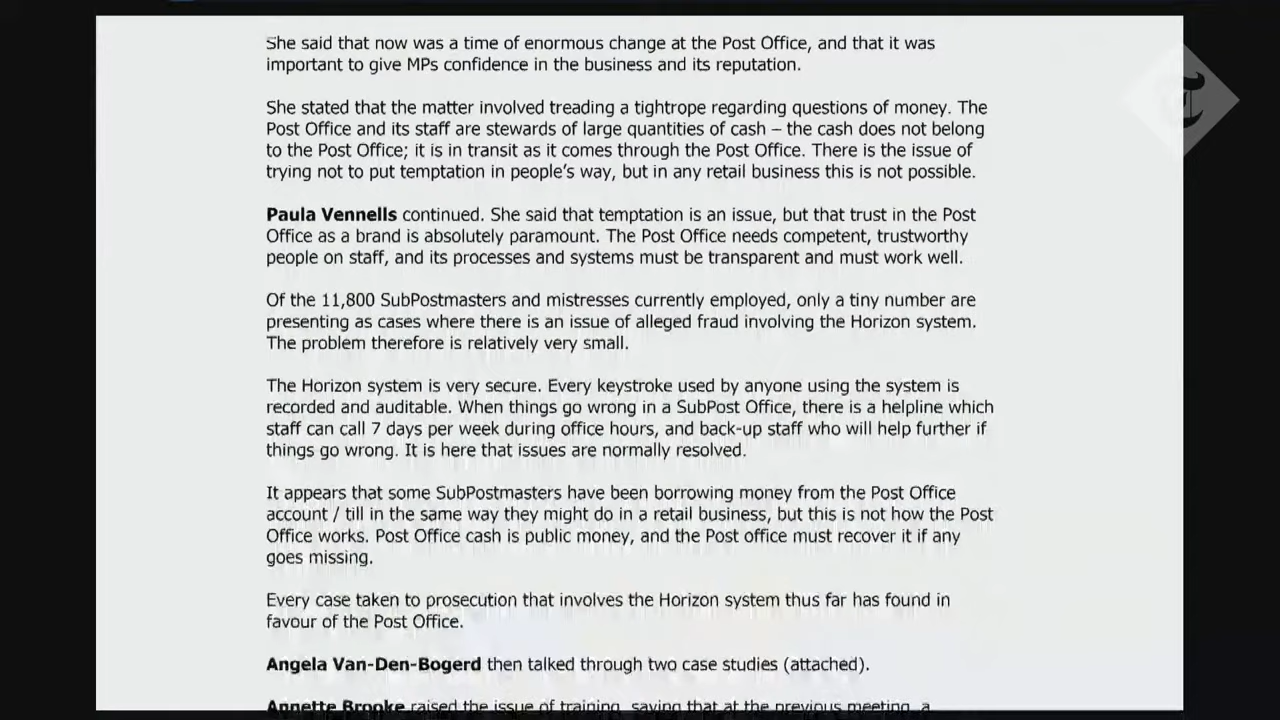 She said that now was a time of enormous change at the Post Office, and that it was
important to give MPs confidence in the business and its reputation.
She stated that the matter involved treading a tightrope regarding questions of money. The
Post Office and its staff are stewards of large quantities of cash – the cash does not belong
to the Post Office; it is in transit as it comes through the Post Office. There is the issue of
trying not to put temptation in people's way, but in any retail business this is not possible.
Paula Vennells continued. She said that temptation is an issue, but that trust in the Post
Office as a brand is absolutely paramount. The Post Office needs competent, trustworthy
people on staff, and its processes and systems must be transparent and must work well.
Of the 11,800 SubPostmasters and mistresses currently employed, only a tiny number are
presenting as cases where there is an issue of alleged fraud involving the Horizon system.
The problem therefore is relatively very small.
The Horizon system is very secure. Every keystroke used by anyone using the system is
recorded and auditable. When things go wrong in a SubPost Office, there is a helpline which
staff can call 7 days per week during office hours, and back-up staff who will help further if
things go wrong. It is here that issues are normally resolved.
It appears that some SubPostmasters have been borrowing money from the Post Office
account / till in the same way they might do in a retail business, but this is not how the Post
Office works. Post Office cash is public money, and the Post office must recover it if any
goes missing.
Every case taken to prosecution that involves the Horizon system thus far has found in
favour of the Post Office.
Angela Van-Den-Bogerd then talked through two case studies (attached).
Annette Brooke raised the issue of training, saying that at the previous meeting, a